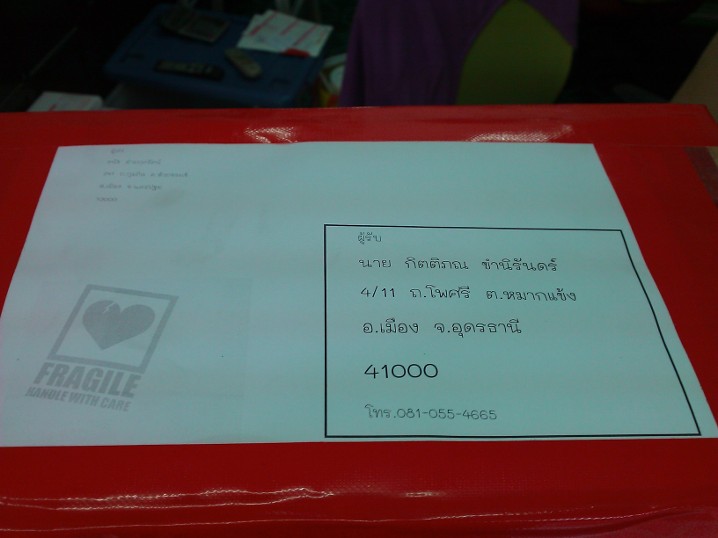 ผู้รับ
นาย กิตติภณ ชำนิรันดร์
4/11 ถ.โพศรี ต.หมากแข้ง
อ.เมือง จ.อุดรธานี
41000
โทร.081-055-4665
FRAGILE
HANDLE WITH CARE